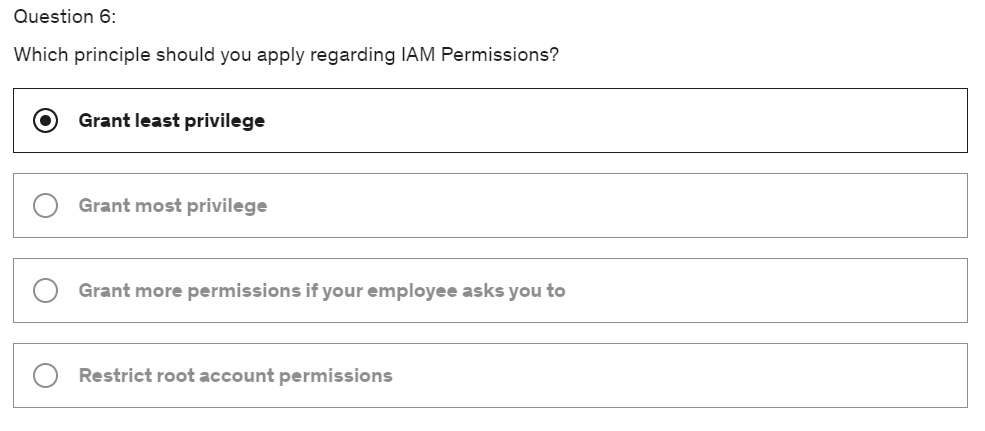 Question 6:
Which principle should you apply regarding IAM Permissions?
Grant least privilege
Grant most privilege
Grant more permissions if your employee asks you to
Restrict root account permissions